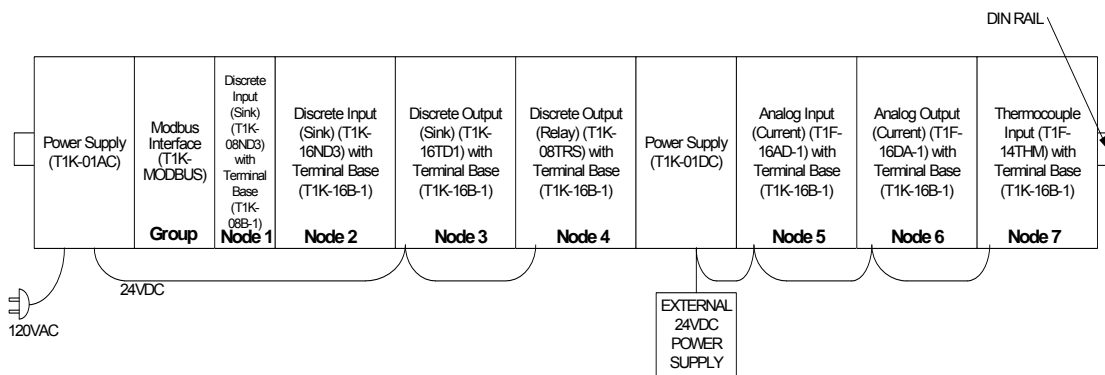 DIN RAIL
Power Supply
(T1K-01AC)
Modbus
Interface
(T1K-
MODBUS)
Group
Discrete
Input
(Sink)
(T1K-
08ND3)
with
Terminal
Base
(T1K-
08B-1)
Node 1
Discrete Input
(Sink) (T1K-
16ND3) with
Terminal Base
(T1K-16B-1)
Node 2
Discrete Output
(Sink) (T1K-
16TD1) with
Terminal Base
(T1K-16B-1)
Node 3
Discrete Output
(Relay) (T1K-
08TRS) with
Terminal Base
(T1K-16B-1)
Node 4
Power Supply
(T1K-01DC)
Analog Input
(Current) (T1F-
16AD-1) with
Terminal Base
(T1K-16B-1)
Node 5
Analog Output
(Current) (T1F-
16DA-1) with
Terminal Base
(T1K-16B-1)
Node 6
Thermocouple
Input (T1F-
14THM) with
Terminal Base
(T1K-16B-1)
Node 7
24VDC
120VAC
EXTERNAL
24VDC
POWER
SUPPLY